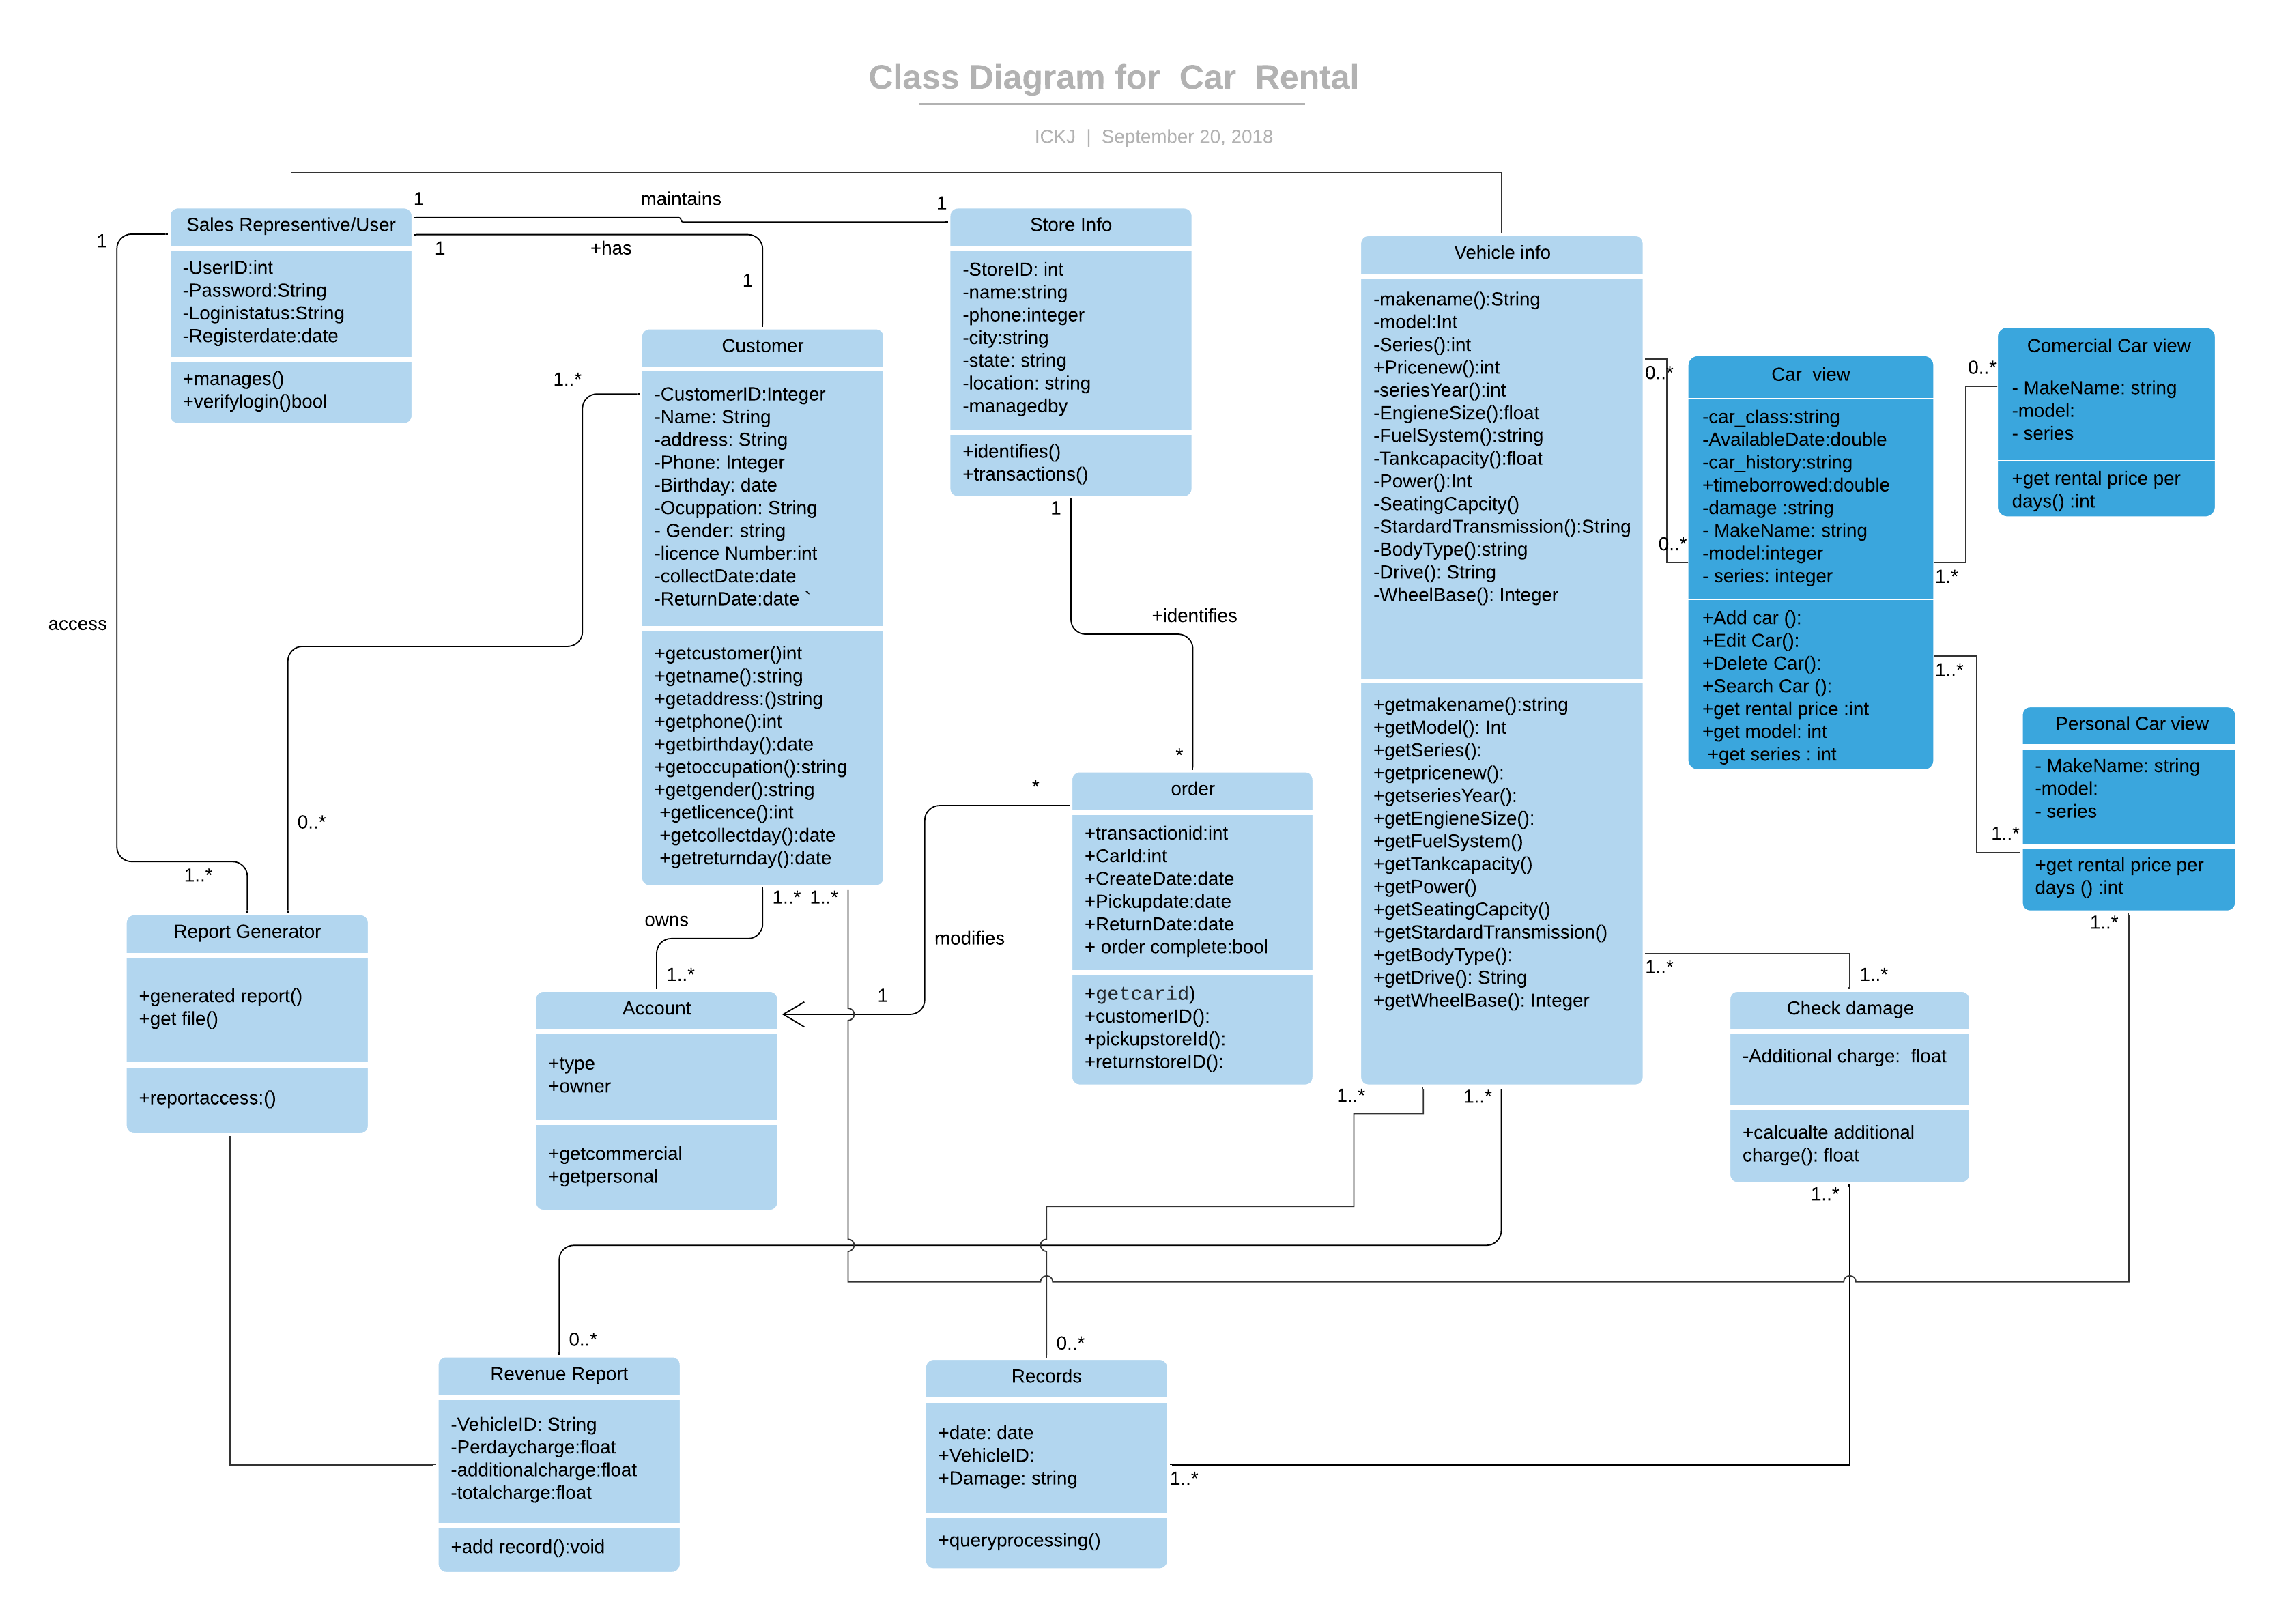 Class Diagram for Car Rental
ICKJ | September 20, 2018
Sales Representive/User
-UserID:int
-Password:String
-Loginistatus:String
-Registerdate:date
+manages()
+verifylogin()bool
1
maintains
1
1
+has
1
1
access
1..*
Store Info
-StoreID: int
-name:string
-phone:integer
-city:string
-state: string
-location: string
-managedby
+identifies()
+transactions()
1
+identifies
*
Customer
-CustomerID:Integer
-Name: String
-address: String
-Phone: Integer
-Birthday: date
-Ocuppation: String
- Gender: string
-licence Number:int
-collectDate:date
-ReturnDate:date `
+getcustomer()int
+getname():string
+getaddress:()string
+getphone():int
+getbirthday():date
+getoccupation():string
+getgender():string
+getlicence():int
+getcollectday():date
+getreturnday():date
1..*
0..*
1..*
1..*
owns
1..*
Vehicle info
-makename():String
-model:Int
-Series():int
+Pricenew():int
-seriesYear():int
-EngieneSize():float
-FuelSystem():string
-Tankcapacity():float
-Power():Int
-SeatingCapcity()
-StardardTransmission():String
-BodyType():string
-Drive(): String
-WheelBase(): Integer
+getmakename():string
+getModel(): Int
+getSeries():
+getpricenew():
+getseriesYear():
+getEngieneSize():
+getFuelSystem()
+getTankcapacity()
+getPower()
+getSeatingCapcity()
+getStardardTransmission()
+getBodyType():
+getDrive(): String
+getWheelBase(): Integer
0..*
0..*
1..*
1..*
1..*
1..*
Car view
-car_class:string
-AvailableDate:double
-car_history:string
+timeborrowed:double
-damage :string
- MakeName: string
-model:integer
- series: integer
+Add car ():
+Edit Car():
+Delete Car():
+Search Car ():
+get rental price :int
+get model: int
+get series : int
0..*
1.*
1..*
1..*
Comercial Car view
- MakeName: string
-model:
- series
+get rental price per
days() :int
Personal Car view
- MakeName: string
-model:
- series
+get rental price per
days () :int
1..*
order
+transactionid:int
+CarId:int
+CreateDate:date
+Pickupdate:date
+ReturnDate:date
+ order complete:bool
+getcarid)
+customerID():
+pickupstoreId():
+returnstoreID():
*
modifies
1
Report Generator
+generated report()
+get file()
+reportaccess:()
Account
+type
+owner
+getcommercial
+getpersonal
Check damage
-Additional charge: float
+calcualte additional
charge(): float
1..*
0..*
0..*
Revenue Report
-VehicleID: String
-Perdaycharge:float
-additionalcharge:float
-totalcharge:float
+add record():void
Records
+date: date
+VehicleID:
+Damage: string
+queryprocessing()
1..*